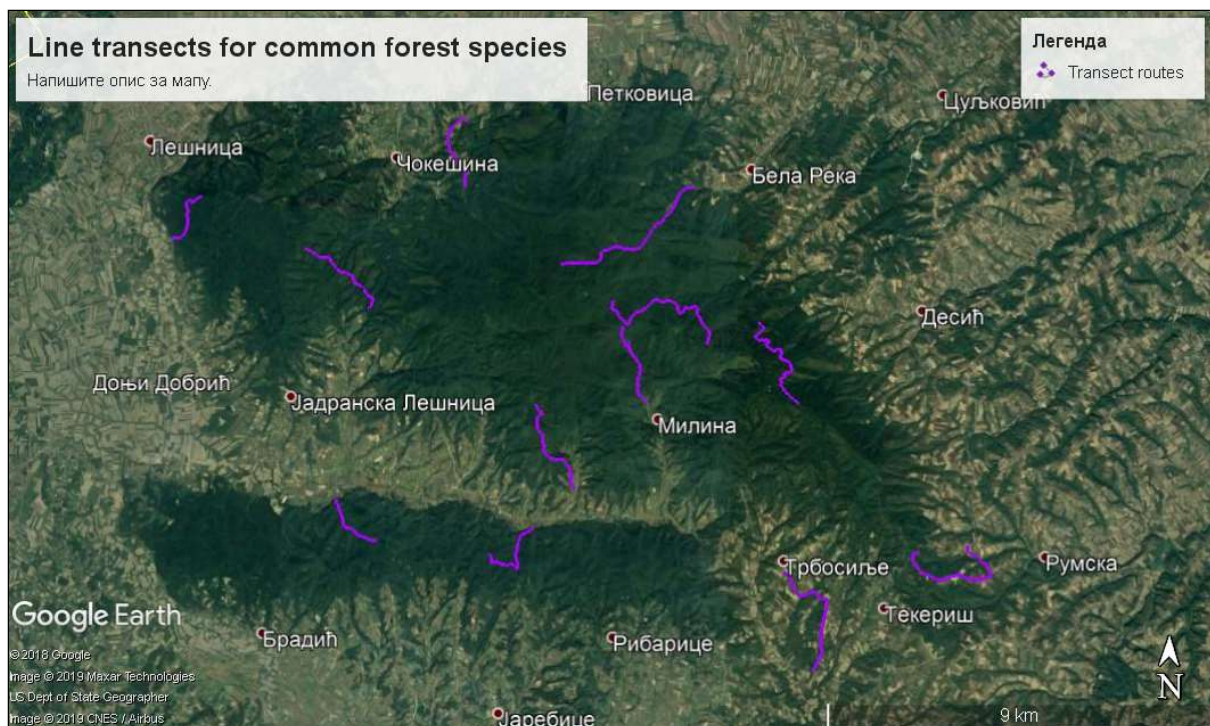 Line transects for common forest species
Напишите опис за мапу.
Легенда
Transect routes
Петковица
Цуљковић
Лешница
Чокешина
Бела Река
Десић
Доњи Добрић
Јадранска Лешница
Милина
Трбосиље
Румска
Текериш
Google Earth
Брадић
Рибарице
© 2018 Google
Image © 2019 Maxar Technologies
US Dept of State Geographer
Image © 2019 CNES / Airbus
Јаребице
N
9 km